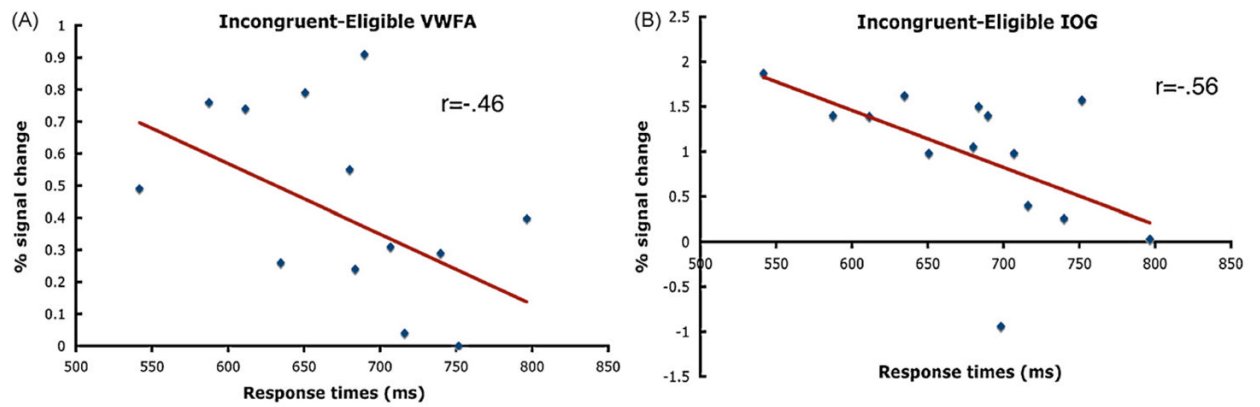 (A)
Incongruent-Eligible VWFA
1
0.9
0.8
0.7
0.6
0.5
0.4
0.3
0.2
0.1
0
% signal change
r=-.46
500 550 600 650 700 750 800 850
Response times (ms)
(B)
Incongruent-Eligible IOG
2.5
2
1.5
1
0.5
0
-0.5
-1
-1.5
% signal change
r=-.56
500 550 600 650 700 750 800 850
Response times (ms)